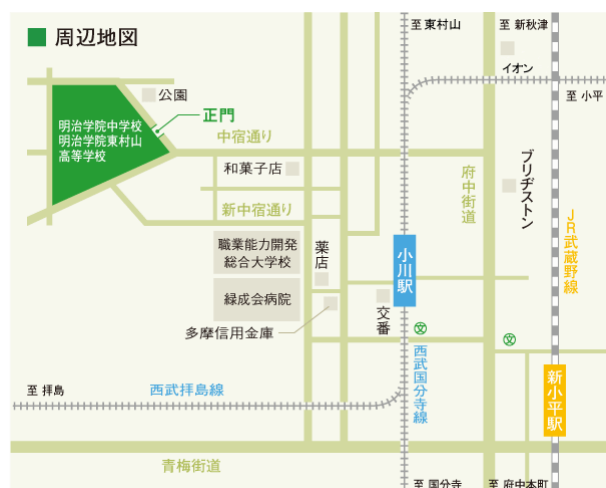 周辺地図
至 東村山
至 新秋津
イオン
至 小平
公園
正門
明治学院中学校
明治学院東村山
高等学校
中宿通り
和菓子店
府中街道
ブリヂストン
新中宿通り
JR武蔵野線
職業能力開発
総合大学校
薬店
小川駅
緑成会病院
交番
多摩信用金庫
文
文
西武国分寺線
至 拝島
西武拝島線
新小平駅
青梅街道
至 国分寺
至 府中本町